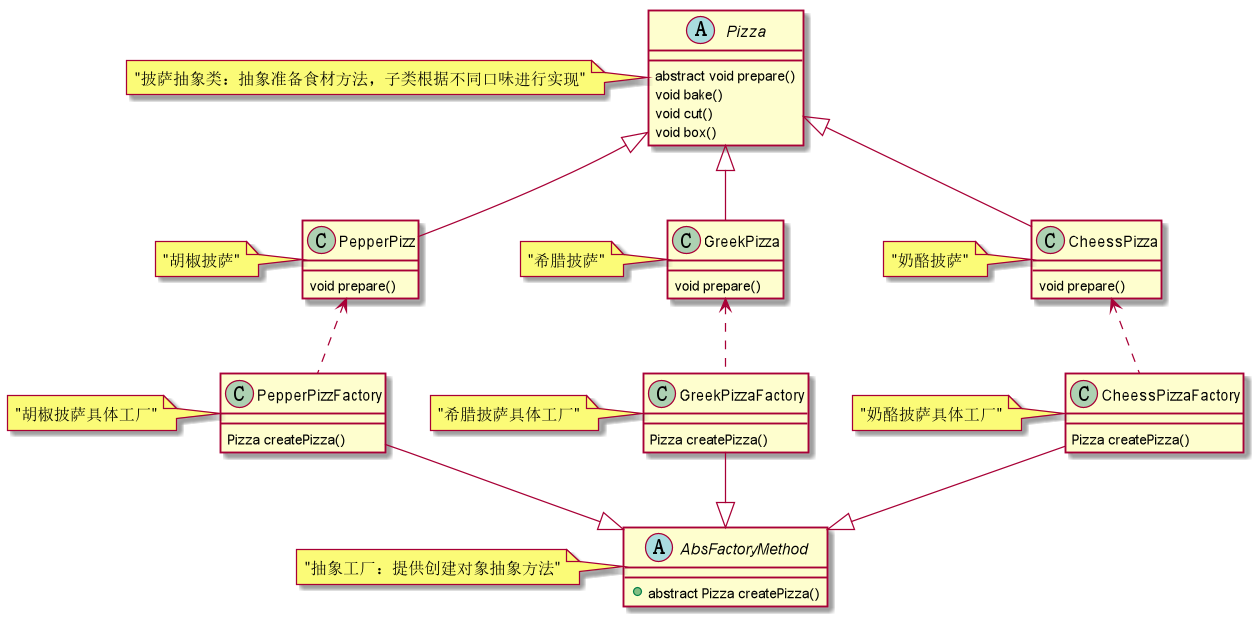 A Pizza
"披萨抽象类：抽象准备食材方法，子类根据不同口味进行实现"
abstract void prepare()
void bake()
void cut()
void box()
"胡椒披萨"
C PepperPizz
void prepare()
"希腊披萨"
C GreekPizza
void prepare()
"奶酪披萨"
C CheessPizza
void prepare()
"胡椒披萨具体工厂"
C PepperPizzFactory
Pizza createPizza()
"希腊披萨具体工厂"
C GreekPizzaFactory
Pizza createPizza()
"奶酪披萨具体工厂"
C CheessPizzaFactory
Pizza createPizza()
"抽象工厂：提供创建对象抽象方法"
A AbsFactoryMethod
abstract Pizza createPizza()